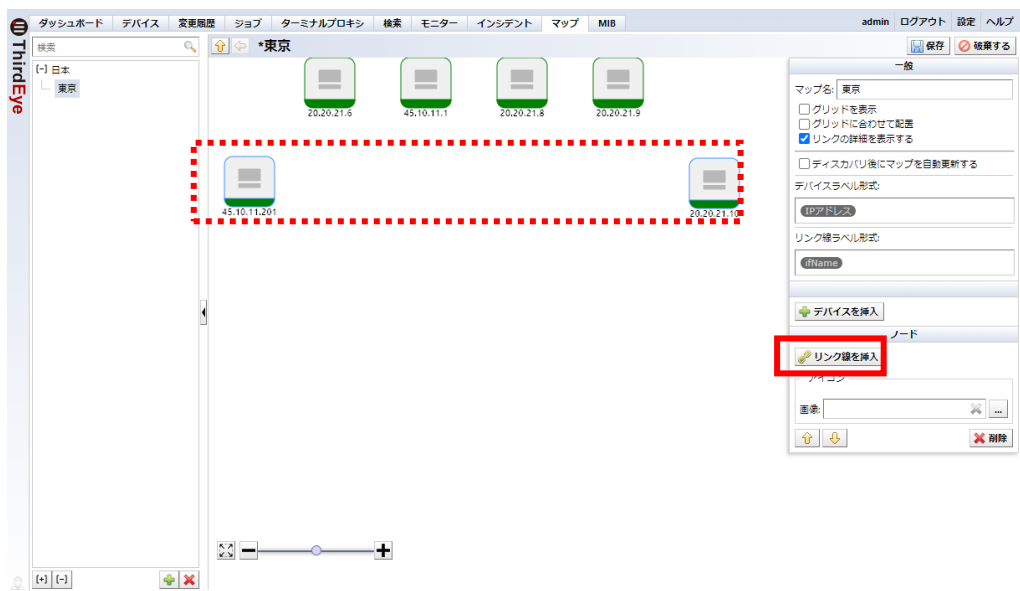 ThirdEye
ダッシュボード デバイス 変更履歴 ジョブ ターミナルプロキシ 検索 モニター インシデント マップ MIB
admin ログアウト 設定 ヘルプ
検索
*東京
保存 破棄する
[-] 日本
東京
20.20.21.6 45.10.11.1 20.20.21.8 20.20.21.9
45.10.11.201 20.20.21.10
一般
マップ名: 東京
グリッドを表示
グリッドに合わせて配置
リンクの詳細を表示する
ディスカバリ後にマップを自動更新する
デバイスラベル形式:
IPアドレス
リンク線ラベル形式:
ifName
デバイスを挿入
ノード
リンク線を挿入
アイコン
画像: ...
削除
[+] [-]